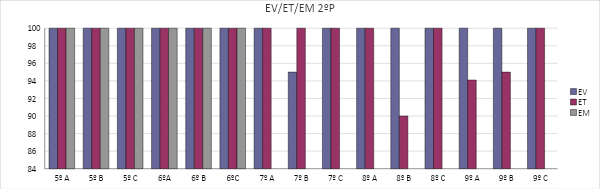 EV/ET/EM 2ºP
100
98
96
94
92
90
88
86
84
5º A 5º B 5º C 6ºA 6º B 6ºC 7º A 7º B 7º C 8º A 8º B 8º C 9º A 9º B 9º C
EV
ET
EM